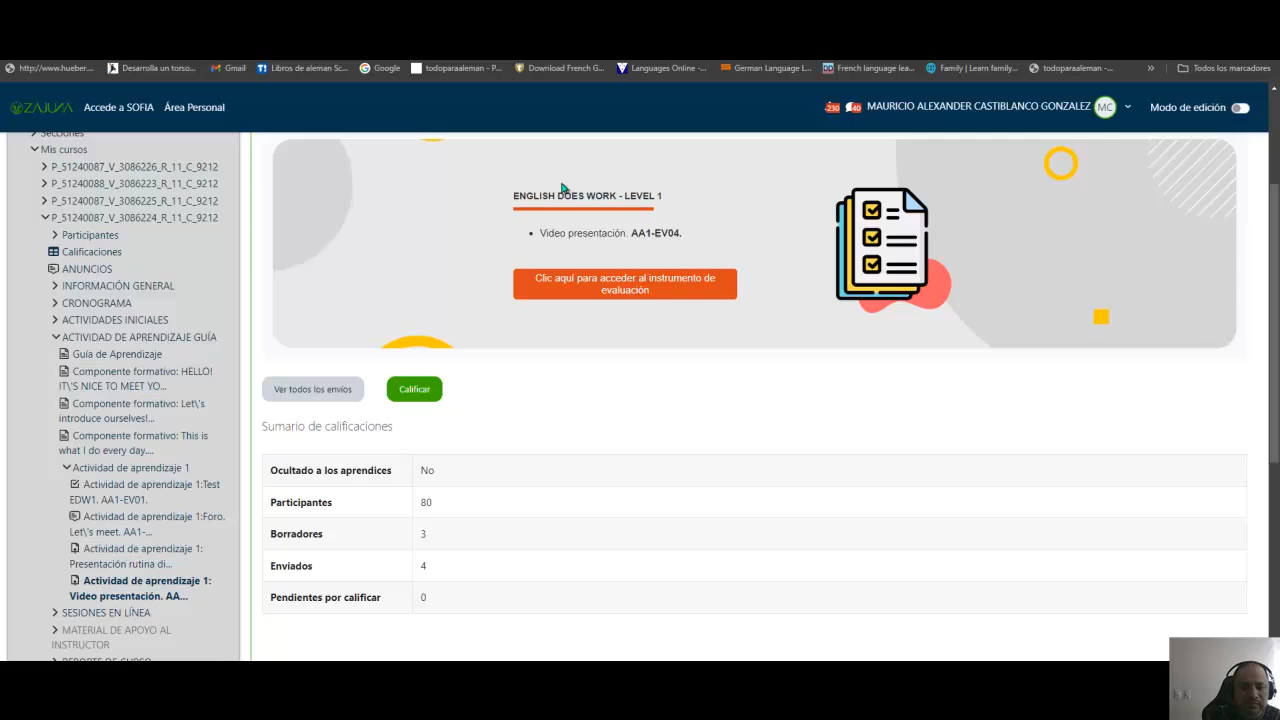 http://www.hueber....
Desarrolla un torso...
Gmail
Libros de aleman Sc...
Google
todoparaaleman - P...
Download French G...
Languages Online -...
German Language L...
French language lea...
Family | Learn family...
todoparaaleman -...
»
Todos los marcadores
ZAJUNA
Accede a SOFIA
Área Personal
230
40
MAURICIO ALEXANDER CASTIBLANCO GONZALEZ
MC
Modo de edición
Secciones
Mis cursos
P_51240087_V_3086226_R_11_C_9212
P_51240088_V_3086223_R_11_C_9212
P_51240087_V_3086225_R_11_C_9212
P_51240087_V_3086224_R_11_C_9212
Participantes
Calificaciones
ANUNCIOS
INFORMACIÓN GENERAL
CRONOGRAMA
ACTIVIDADES INICIALES
ACTIVIDAD DE APRENDIZAJE GUÍA
Guía de Aprendizaje
Componente formativo: HELLO!
IT\'S NICE TO MEET YO...
Componente formativo: Let\'s
introduce ourselves!...
Componente formativo: This is
what I do every day....
Actividad de aprendizaje 1
Actividad de aprendizaje 1:Test
EDW1. AA1-EV01.
Actividad de aprendizaje 1:Foro.
Let\'s meet. AA1-...
Actividad de aprendizaje 1:
Presentación rutina di...
Actividad de aprendizaje 1:
Video presentación. AA...
SESIONES EN LÍNEA
MATERIAL DE APOYO AL
INSTRUCTOR
REPORTE DE CURSO
ENGLISH DOES WORK - LEVEL 1
• Video presentación. AA1-EV04.
Clic aquí para acceder al instrumento de
evaluación
Ver todos los envíos
Calificar
Sumario de calificaciones
Ocultado a los aprendices No
Participantes 80
Borradores 3
Enviados 4
Pendientes por calificar 0